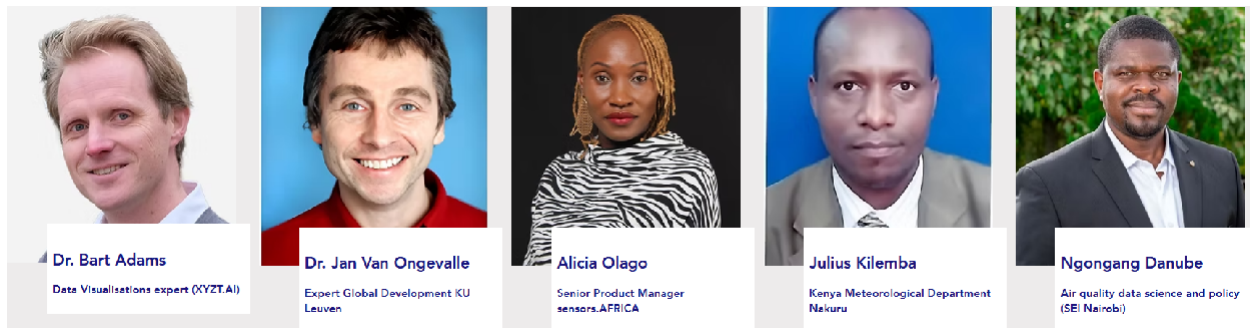 Dr. Bart Adams
Data Visualisations expert (XYZT.AI)
Dr. Jan Van Ongevalle
Expert Global Development KU
Leuven
Alicia Olago
Senior Product Manager
sensors.AFRICA
Julius Kilemba
Kenya Meteorological Department
Nakuru
Ngongang Danube
Air quality data science and policy
(SEI Nairobi)